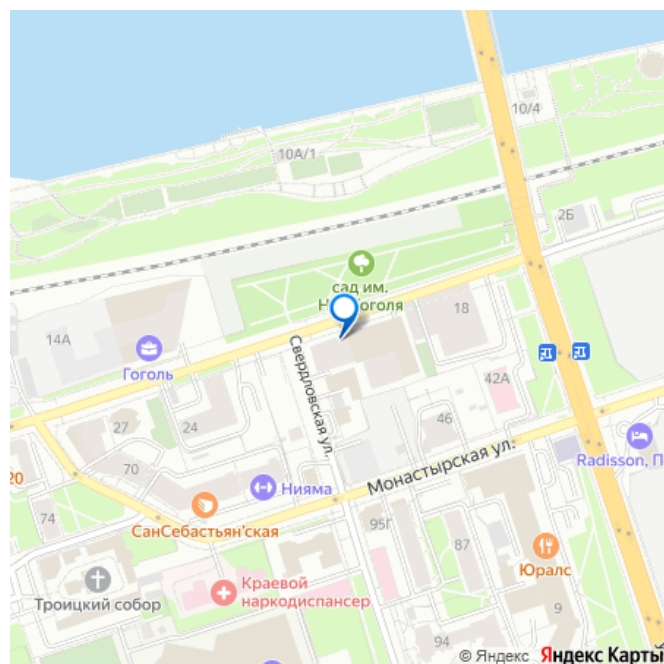 10/4
10А/1
2Б
сад им.
Н. Гоголя
18
14А
Гоголь
Свердловская ул.
42А
27
24
46
Radisson, П
70
Монастырская ул.
20
Нияма
74
СанСебастьян'ская
95Г
87
Юралс
Краевой
наркодиспансер
Троицкий собор
9
94
© Яндекс Яндекс Карты